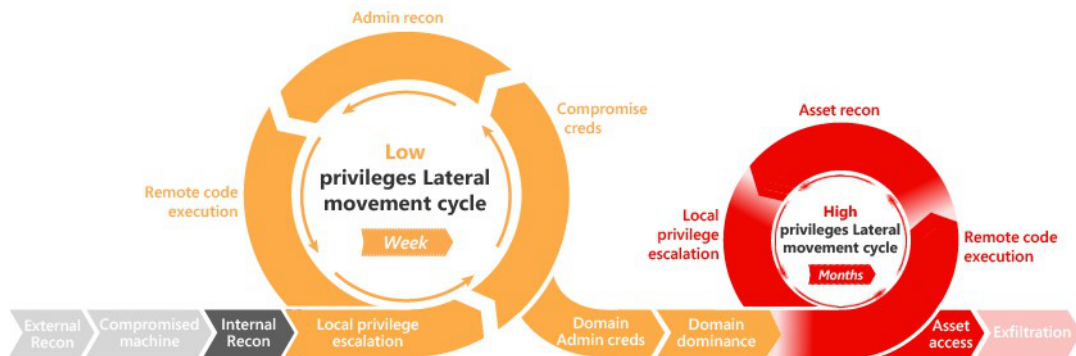 Admin recon
Compromise
creds
Remote code
execution
Low
privileges Lateral
movement cycle
Week
Asset recon
Local
privilege
escalation
High
privileges Lateral
movement cycle
Months
Remote code
execution
External
Recon
Compromised
machine
Internal
Recon
Local privilege
escalation
Domain
Admin creds
Domain
dominance
Asset
access
Exfiltration